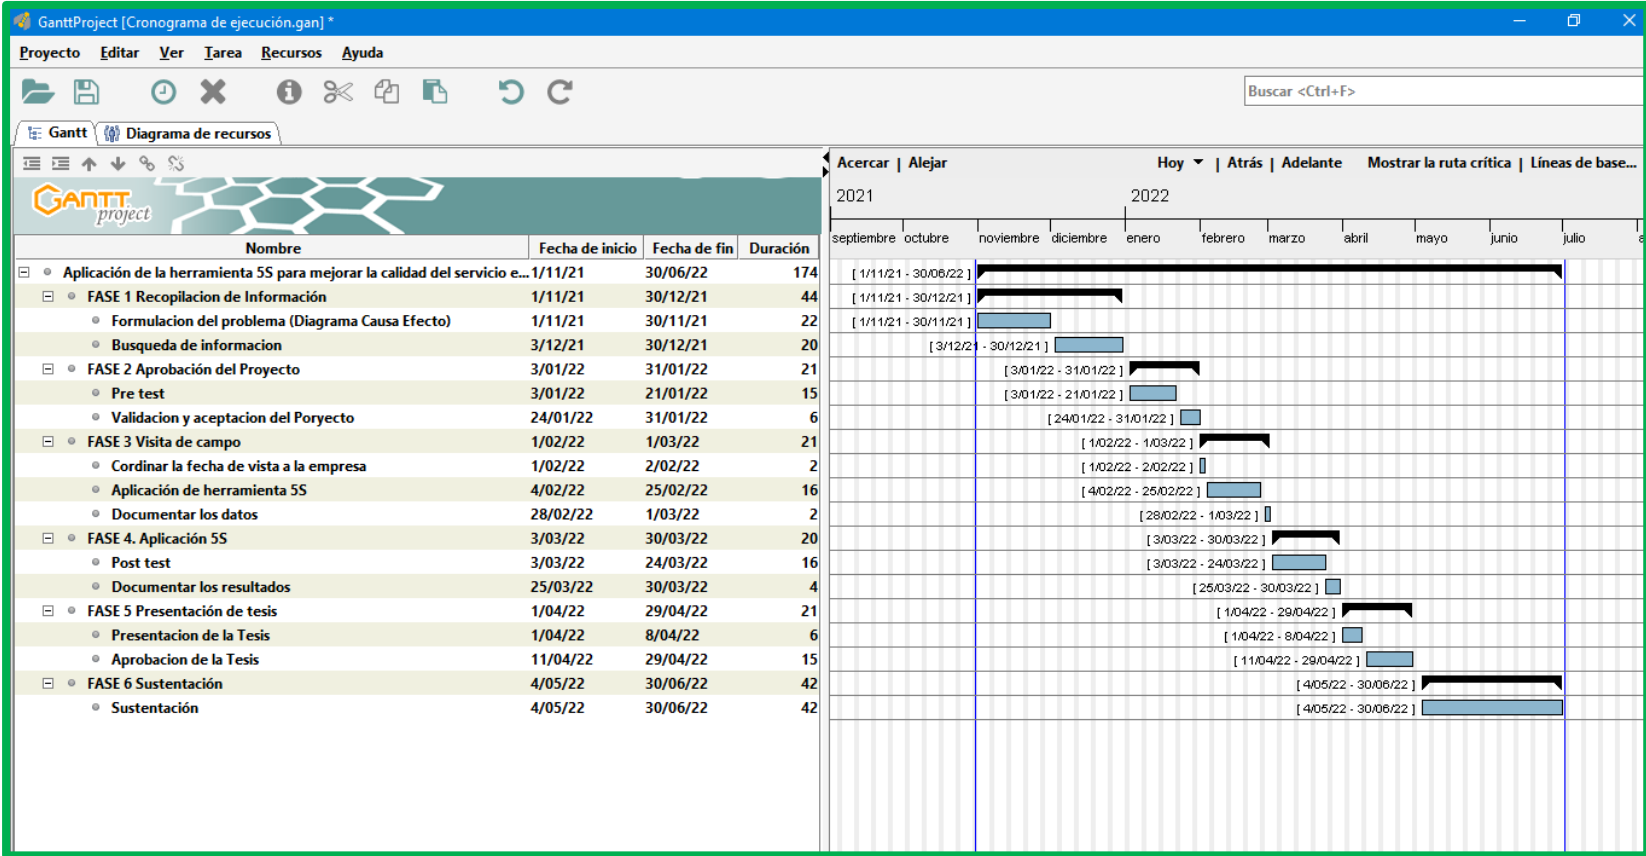 GanttProject [Cronograma de ejecución.gan] *
Proyecto Editar Ver Tarea Recursos Ayuda
Buscar <Ctrl+F>
Gantt Diagrama de recursos
Acercar | Alejar Hoy | Atrás | Adelante Mostrar la ruta crítica | Líneas de base...
GANTT project
2021 2022
septiembre octubre noviembre diciembre enero febrero marzo abril mayo junio julio a
Nombre Fecha de inicio Fecha de fin Duración
Aplicación de la herramienta 5S para mejorar la calidad del servicio e... 1/11/21 30/06/22 174 [ 1/11/21 - 30/06/22 ]
FASE 1 Recopilacion de Información 1/11/21 30/12/21 44 [ 1/11/21 - 30/12/21 ]
Formulacion del problema (Diagrama Causa Efecto) 1/11/21 30/11/21 22 [ 1/11/21 - 30/11/21 ]
Busqueda de informacion 3/12/21 30/12/21 20 [ 3/12/21 - 30/12/21 ]
FASE 2 Aprobación del Proyecto 3/01/22 31/01/22 21 [ 3/01/22 - 31/01/22 ]
Pre test 3/01/22 21/01/22 15 [ 3/01/22 - 21/01/22 ]
Validacion y aceptacion del Poryecto 24/01/22 31/01/22 6 [ 24/01/22 - 31/01/22 ]
FASE 3 Visita de campo 1/02/22 1/03/22 21 [ 1/02/22 - 1/03/22 ]
Cordinar la fecha de vista a la empresa 1/02/22 2/02/22 2 [ 1/02/22 - 2/02/22 ]
Aplicación de herramienta 5S 4/02/22 25/02/22 16 [ 4/02/22 - 25/02/22 ]
Documentar los datos 28/02/22 1/03/22 2 [ 28/02/22 - 1/03/22 ]
FASE 4. Aplicación 5S 3/03/22 30/03/22 20 [ 3/03/22 - 30/03/22 ]
Post test 3/03/22 24/03/22 16 [ 3/03/22 - 24/03/22 ]
Documentar los resultados 25/03/22 30/03/22 4 [ 25/03/22 - 30/03/22 ]
FASE 5 Presentación de tesis 1/04/22 29/04/22 21 [ 1/04/22 - 29/04/22 ]
Presentacion de la Tesis 1/04/22 8/04/22 6 [ 1/04/22 - 8/04/22 ]
Aprobacion de la Tesis 11/04/22 29/04/22 15 [ 11/04/22 - 29/04/22 ]
FASE 6 Sustentación 4/05/22 30/06/22 42 [ 4/05/22 - 30/06/22 ]
Sustentación 4/05/22 30/06/22 42 [ 4/05/22 - 30/06/22 ]